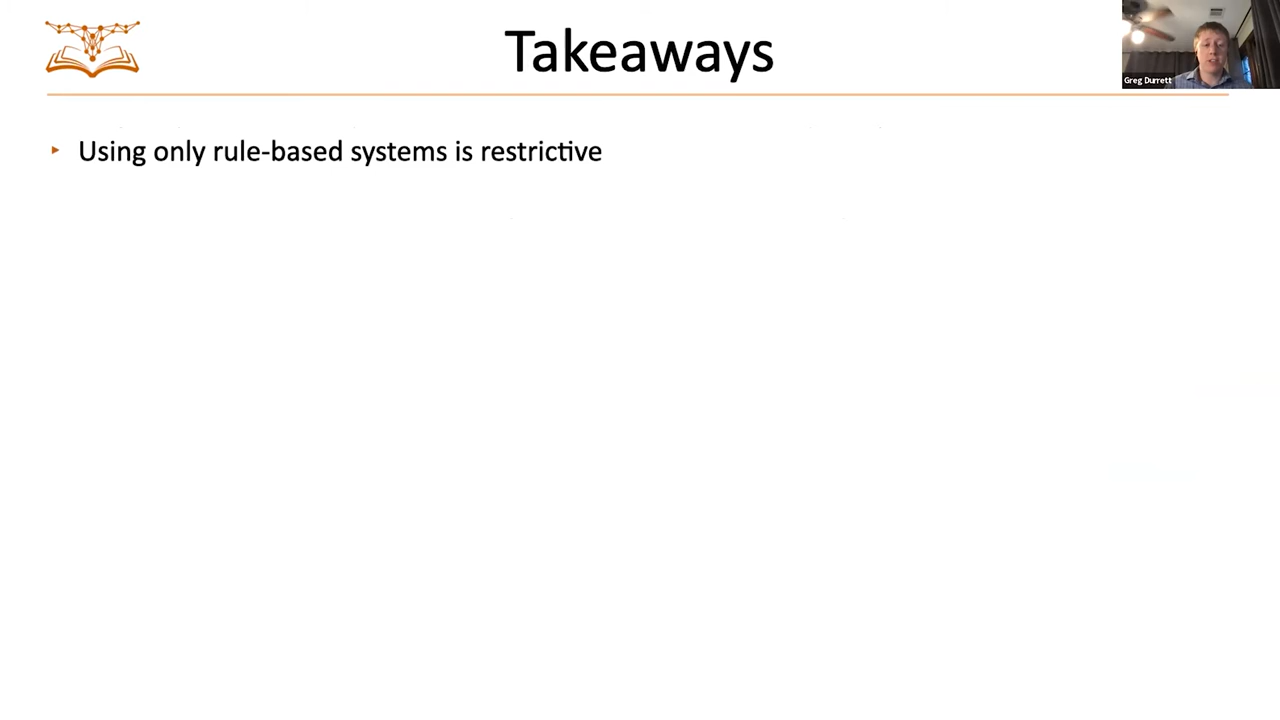 Takeaways
Greg Durrett
‣ Using only rule-based systems is restrictive